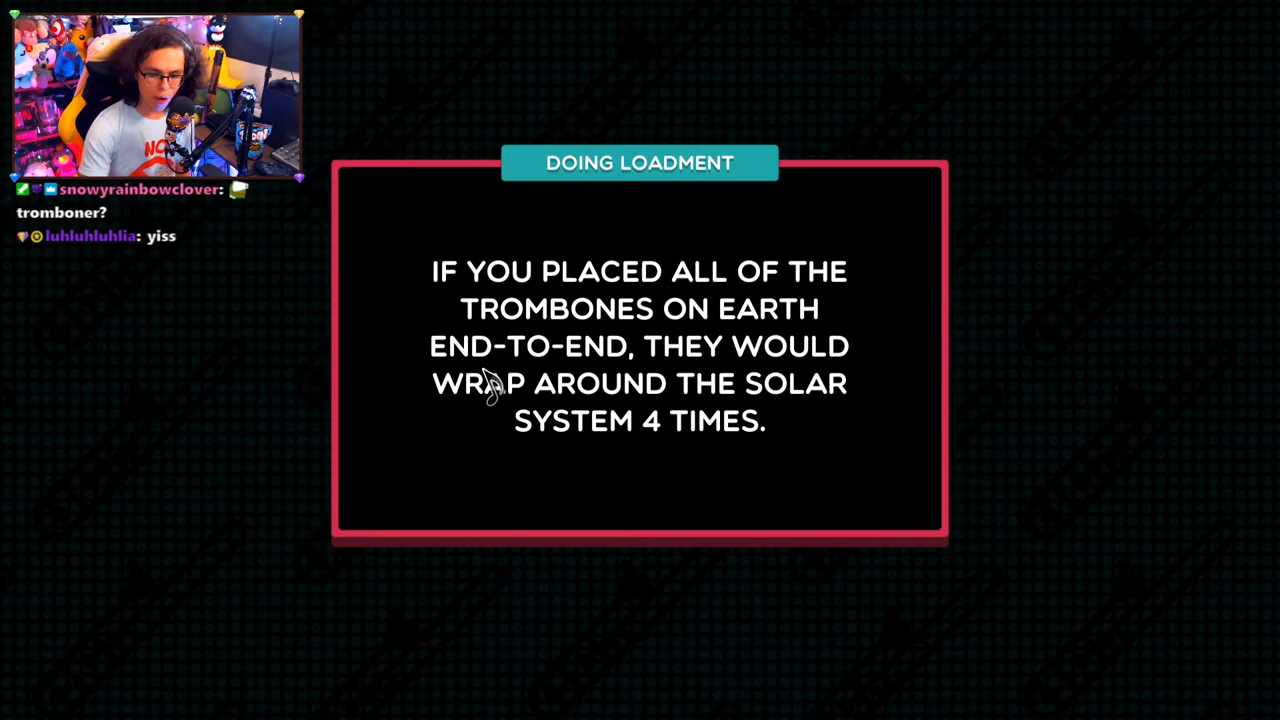 snowyrainbowclover:
tromboner?
luhluhluhlia: yiss
DOING LOADMENT
IF YOU PLACED ALL OF THE
TROMBONES ON EARTH
END-TO-END, THEY WOULD
WRAP AROUND THE SOLAR
SYSTEM 4 TIMES.